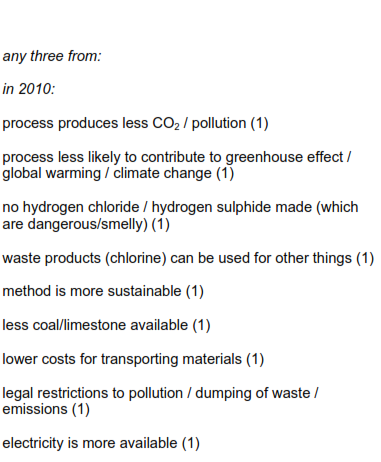 any three from:
in 2010:
process produces less CO₂ / pollution (1)
process less likely to contribute to greenhouse effect /
global warming / climate change (1)
no hydrogen chloride / hydrogen sulphide made (which
are dangerous/smelly) (1)
waste products (chlorine) can be used for other things (1)
method is more sustainable (1)
less coal/limestone available (1)
lower costs for transporting materials (1)
legal restrictions to pollution / dumping of waste /
emissions (1)
electricity is more available (1)